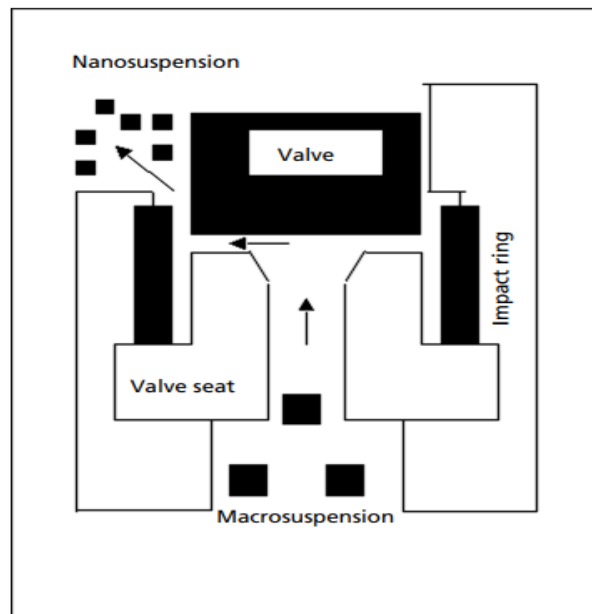 Nanosuspension
Valve
Impact ring
Valve seat
Macrosuspension